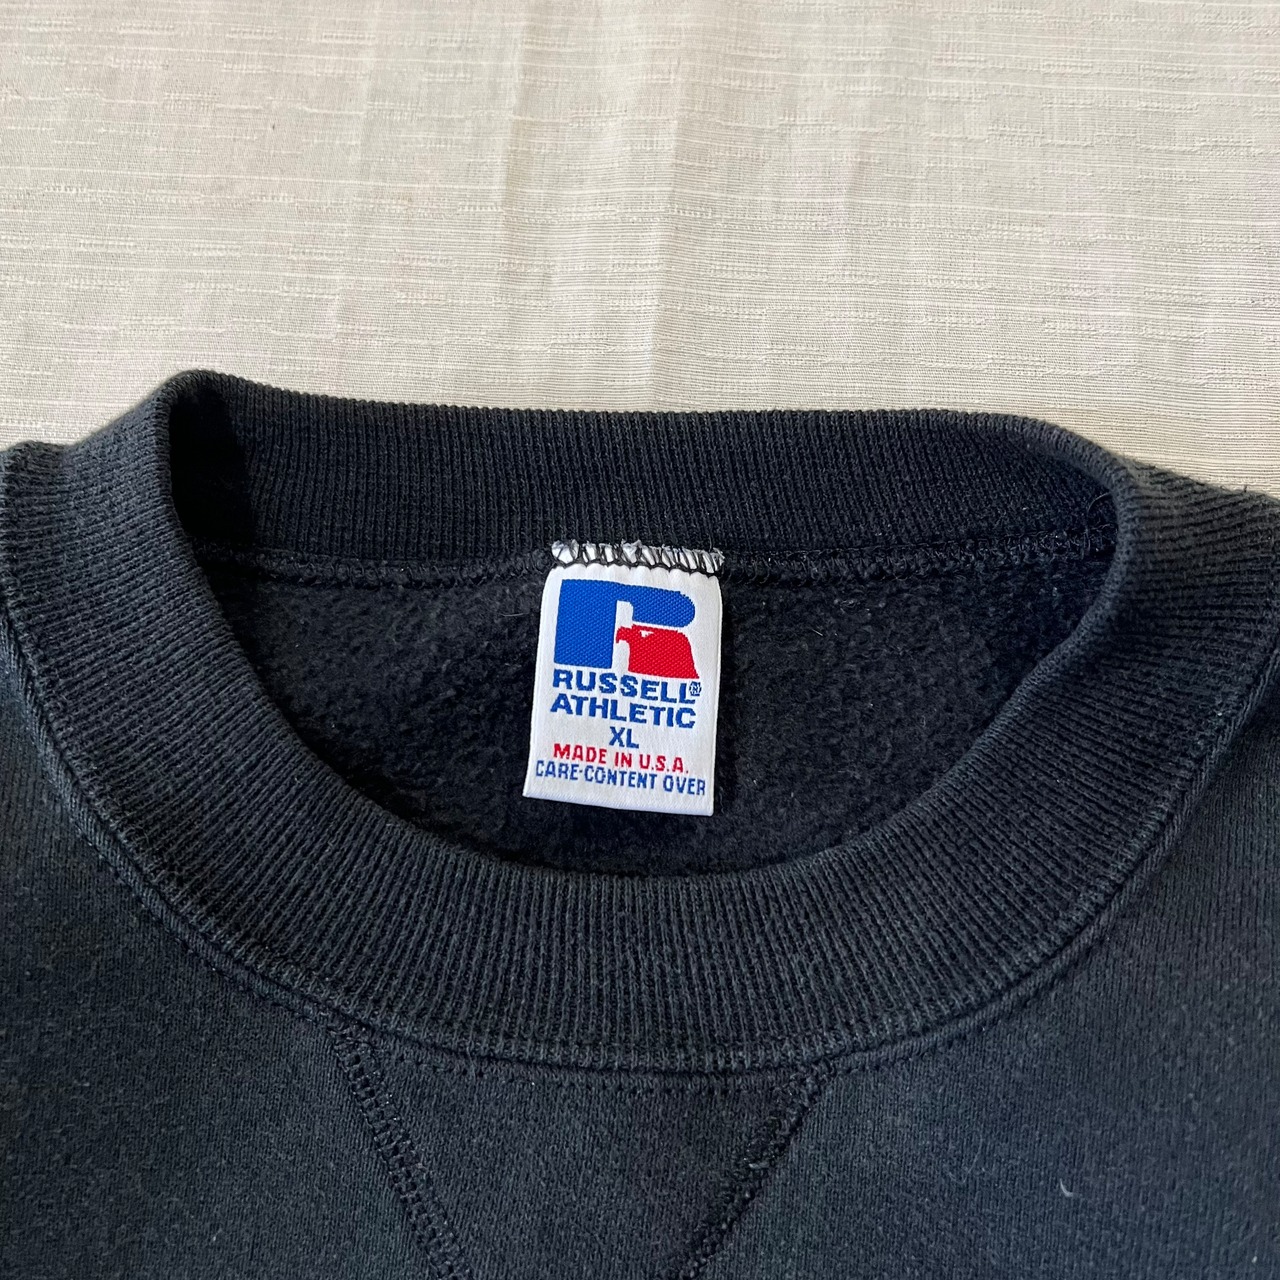 R
RUSSELL®
ATHLETIC
XL
MADE IN U.S.A.
CARE-CONTENT OVER